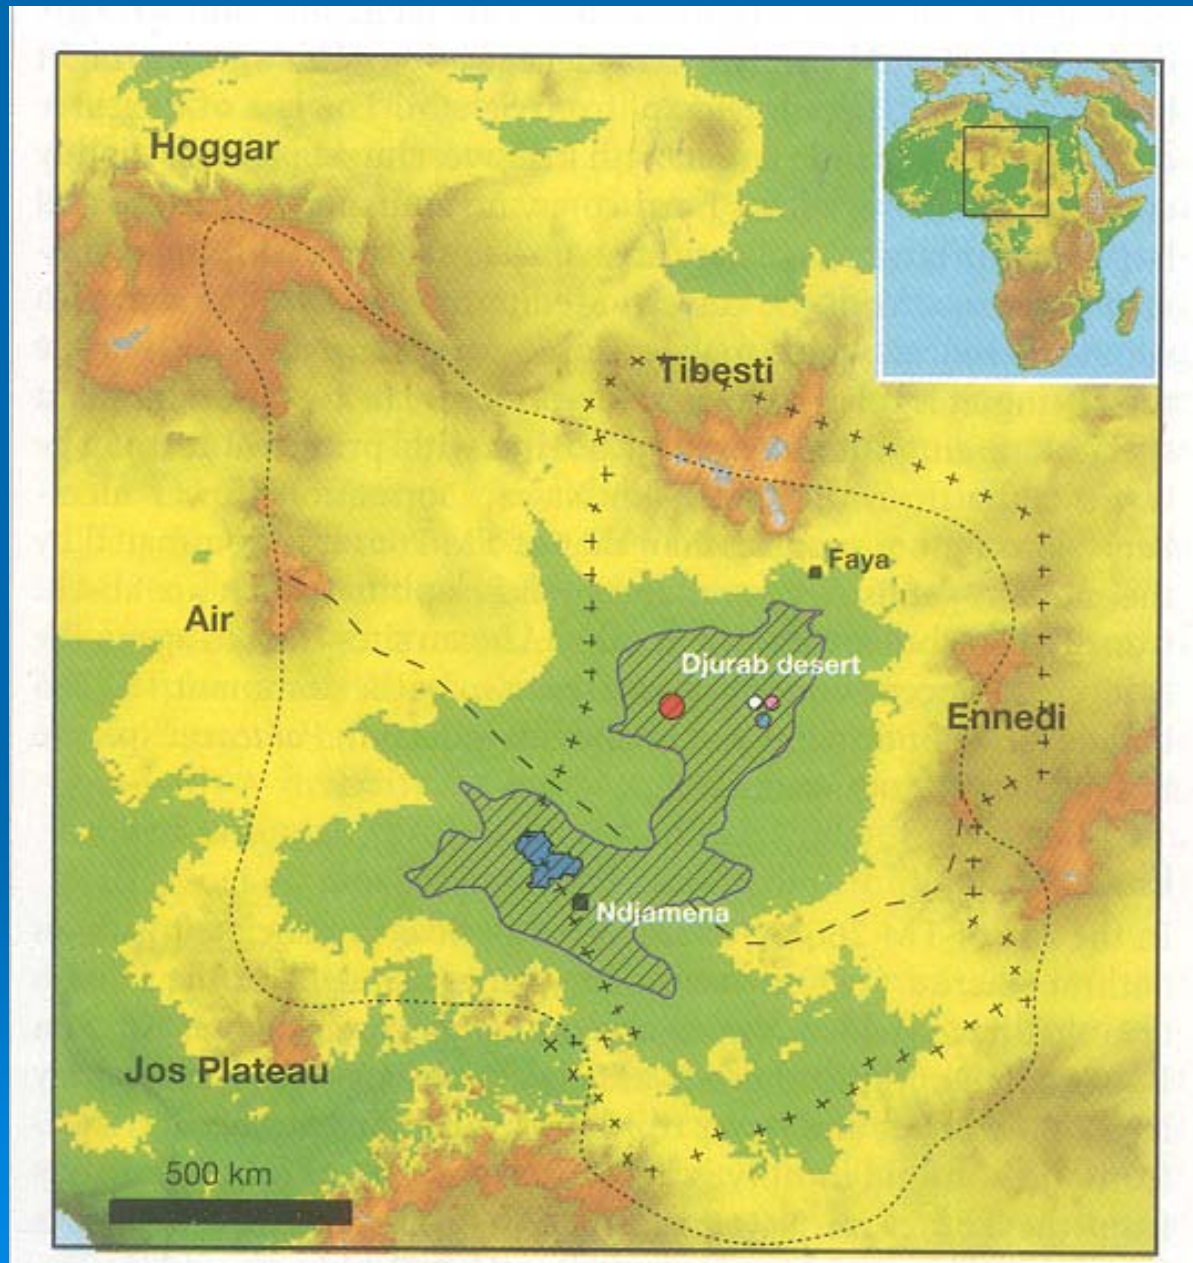 Hoggar
Tibesti
Faya
Air
Djurab desert
Ennedi
Ndjamena
Jos Plateau
500 km